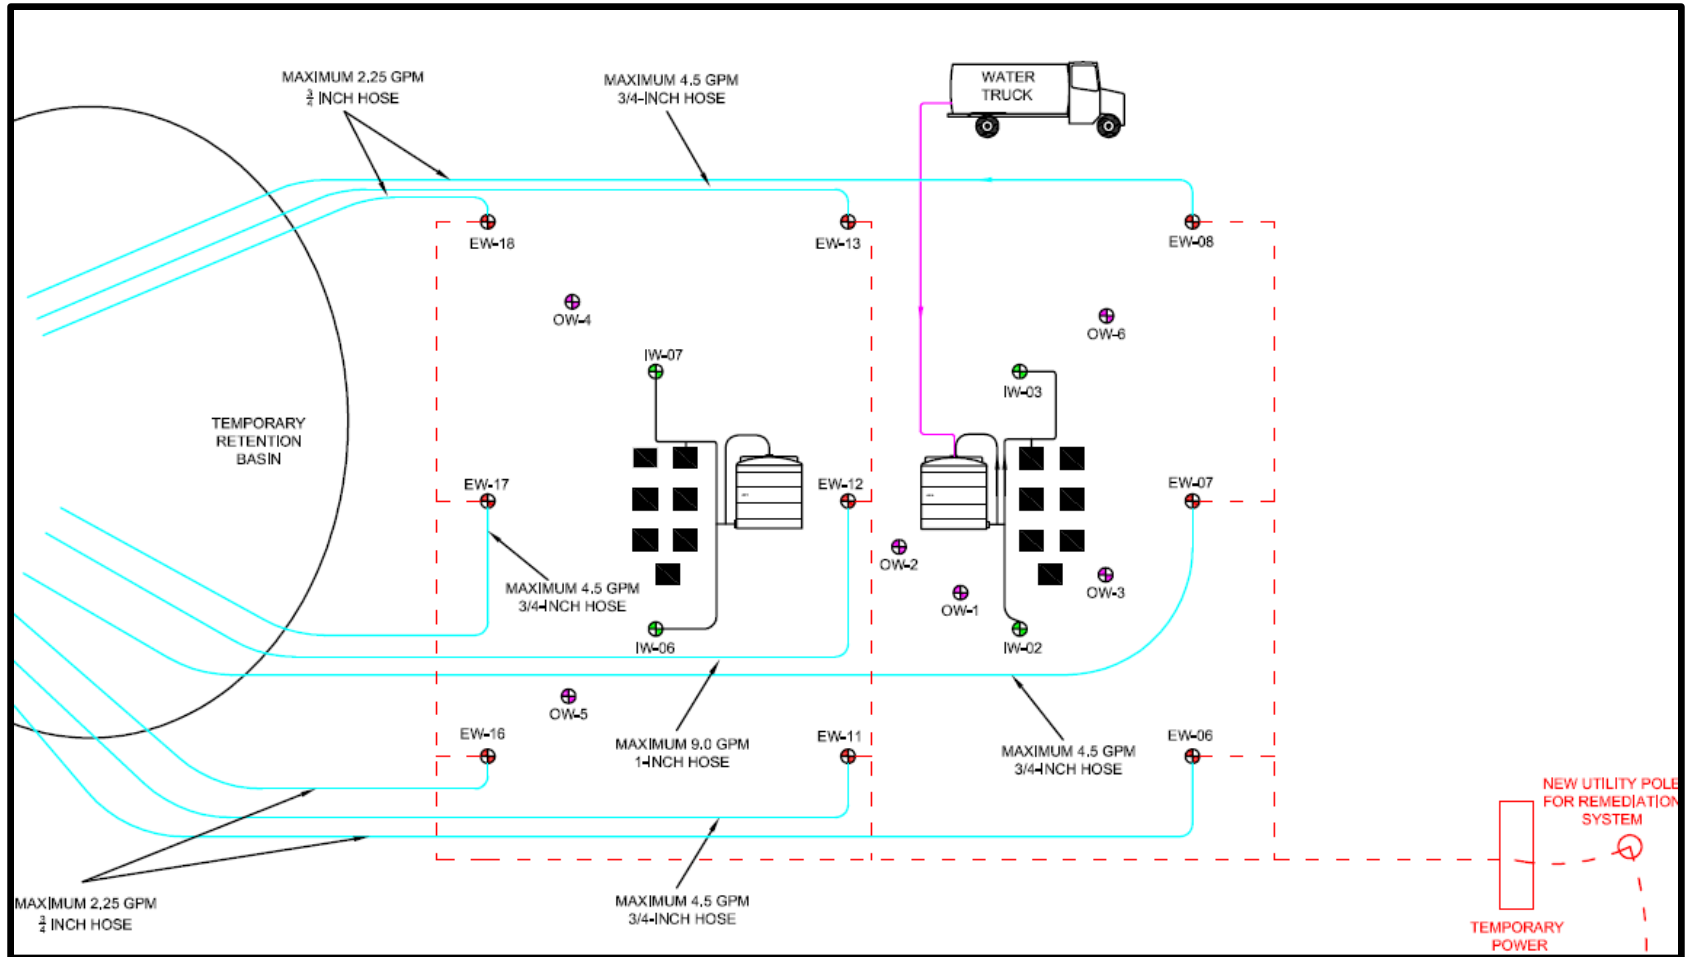 MAXIMUM 2.25 GPM
3/4 INCH HOSE
MAXIMUM 4.5 GPM
3/4-INCH HOSE
WATER
TRUCK
EW-18
EW-13
EW-08
OW-4
OW-6
IW-07
IW-03
TEMPORARY
RETENTION
BASIN
EW-17
EW-12
EW-07
OW-2
MAXIMUM 4.5 GPM
3/4-INCH HOSE
OW-1
OW-3
IW-06
IW-02
OW-5
EW-16
MAXIMUM 9.0 GPM
1-INCH HOSE
EW-11
MAXIMUM 4.5 GPM
3/4-INCH HOSE
EW-06
NEW UTILITY POLE
FOR REMEDIATION
SYSTEM
MAXIMUM 2.25 GPM
3/4 INCH HOSE
MAXIMUM 4.5 GPM
3/4-INCH HOSE
TEMPORARY
POWER